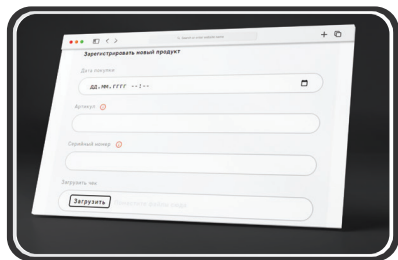 Зарегистрировать новый продукт
Дата покупки
ДД.ММ.ГГГГ --:--
Артикул
Серийный номер
Загрузить чек
Загрузить